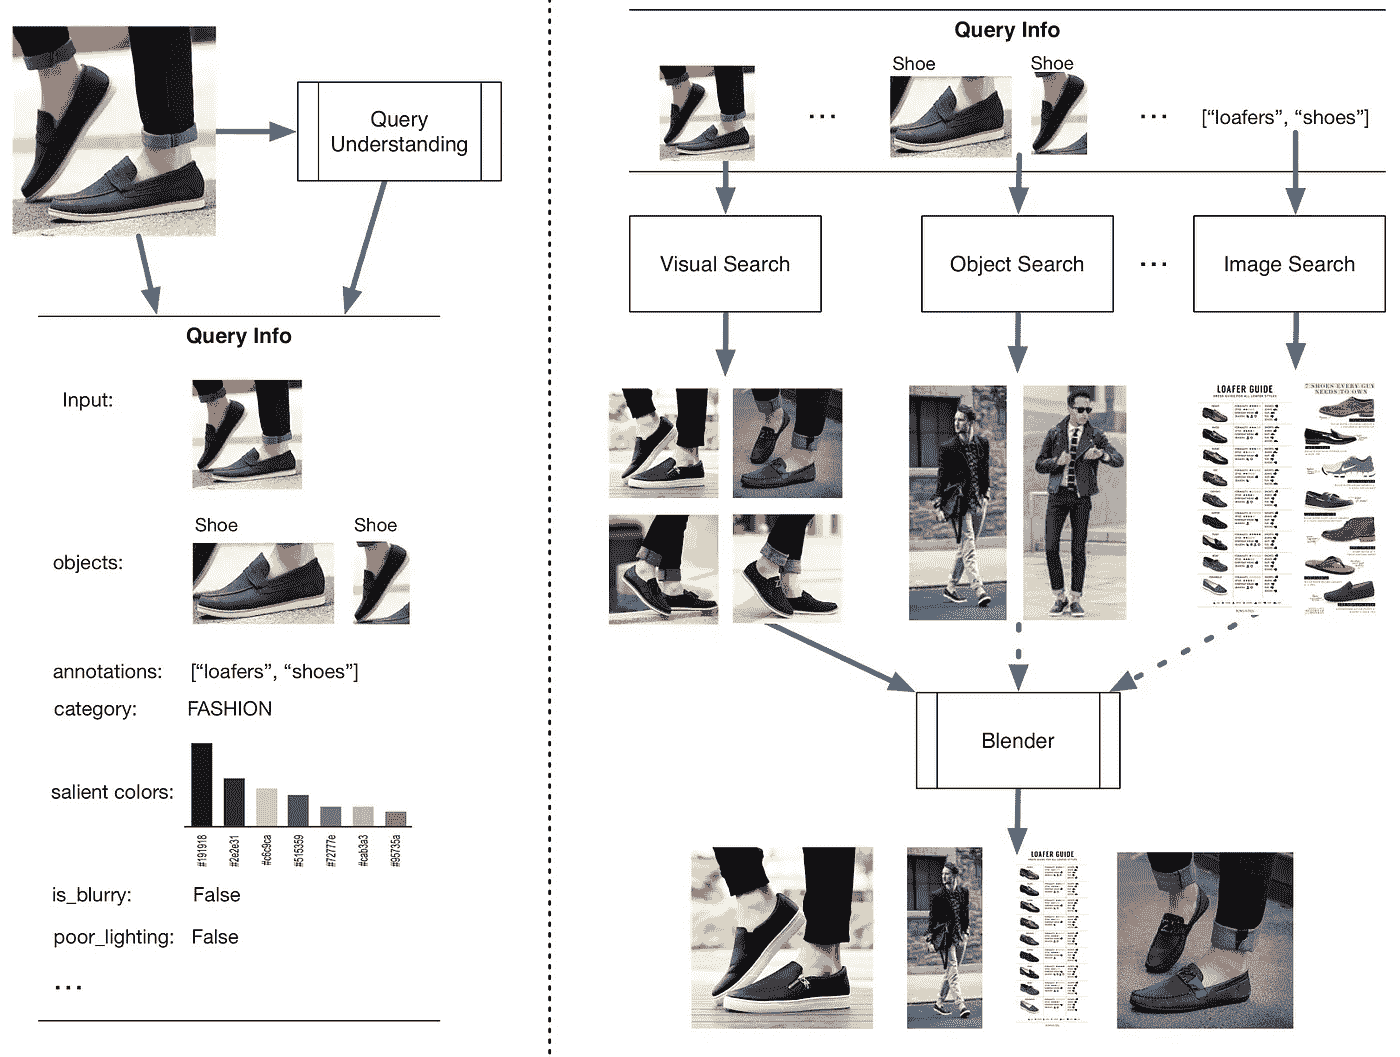 Query
Understanding
Query Info
Input:
Shoe
Shoe
objects:
annotations:
["loafers", "shoes"]
category:
FASHION
salient colors:
#191918
#2e2e31
#c6c9ca
#515359
#72777e
#cab3a3
#95735a
is_blurry:
False
poor_lighting:
False
...
Query Info
Shoe
Shoe
...
...
["loafers", "shoes"]
Visual Search
Object Search
...
Image Search
LOAFER GUIDE
7 SHOES EVERY GUY
NEEDS TO OWN
Blender
LOAFER GUIDE